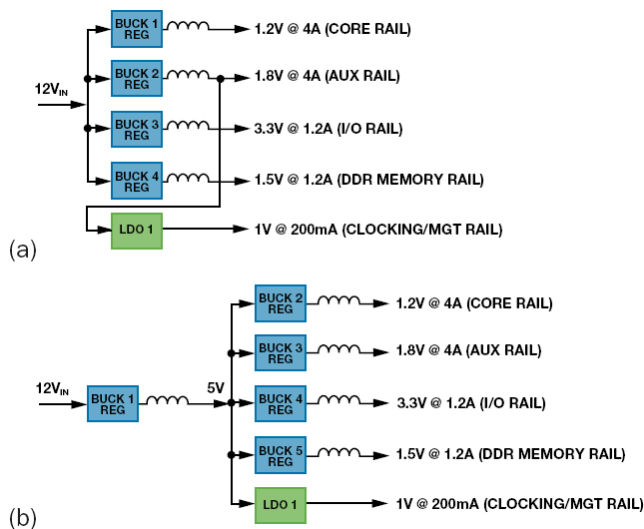 BUCK 1
REG
1.2V @ 4A (CORE RAIL)
BUCK 2
REG
1.8V @ 4A (AUX RAIL)
12VIN
BUCK 3
REG
3.3V @ 1.2A (I/O RAIL)
BUCK 4
REG
1.5V @ 1.2A (DDR MEMORY RAIL)
LDO 1
1V @ 200mA (CLOCKING/MGT RAIL)
(a)
BUCK 2
REG
1.2V @ 4A (CORE RAIL)
BUCK 3
REG
1.8V @ 4A (AUX RAIL)
12VIN
BUCK 1
REG
5V
BUCK 4
REG
3.3V @ 1.2A (I/O RAIL)
BUCK 5
REG
1.5V @ 1.2A (DDR MEMORY RAIL)
LDO 1
1V @ 200mA (CLOCKING/MGT RAIL)
(b)